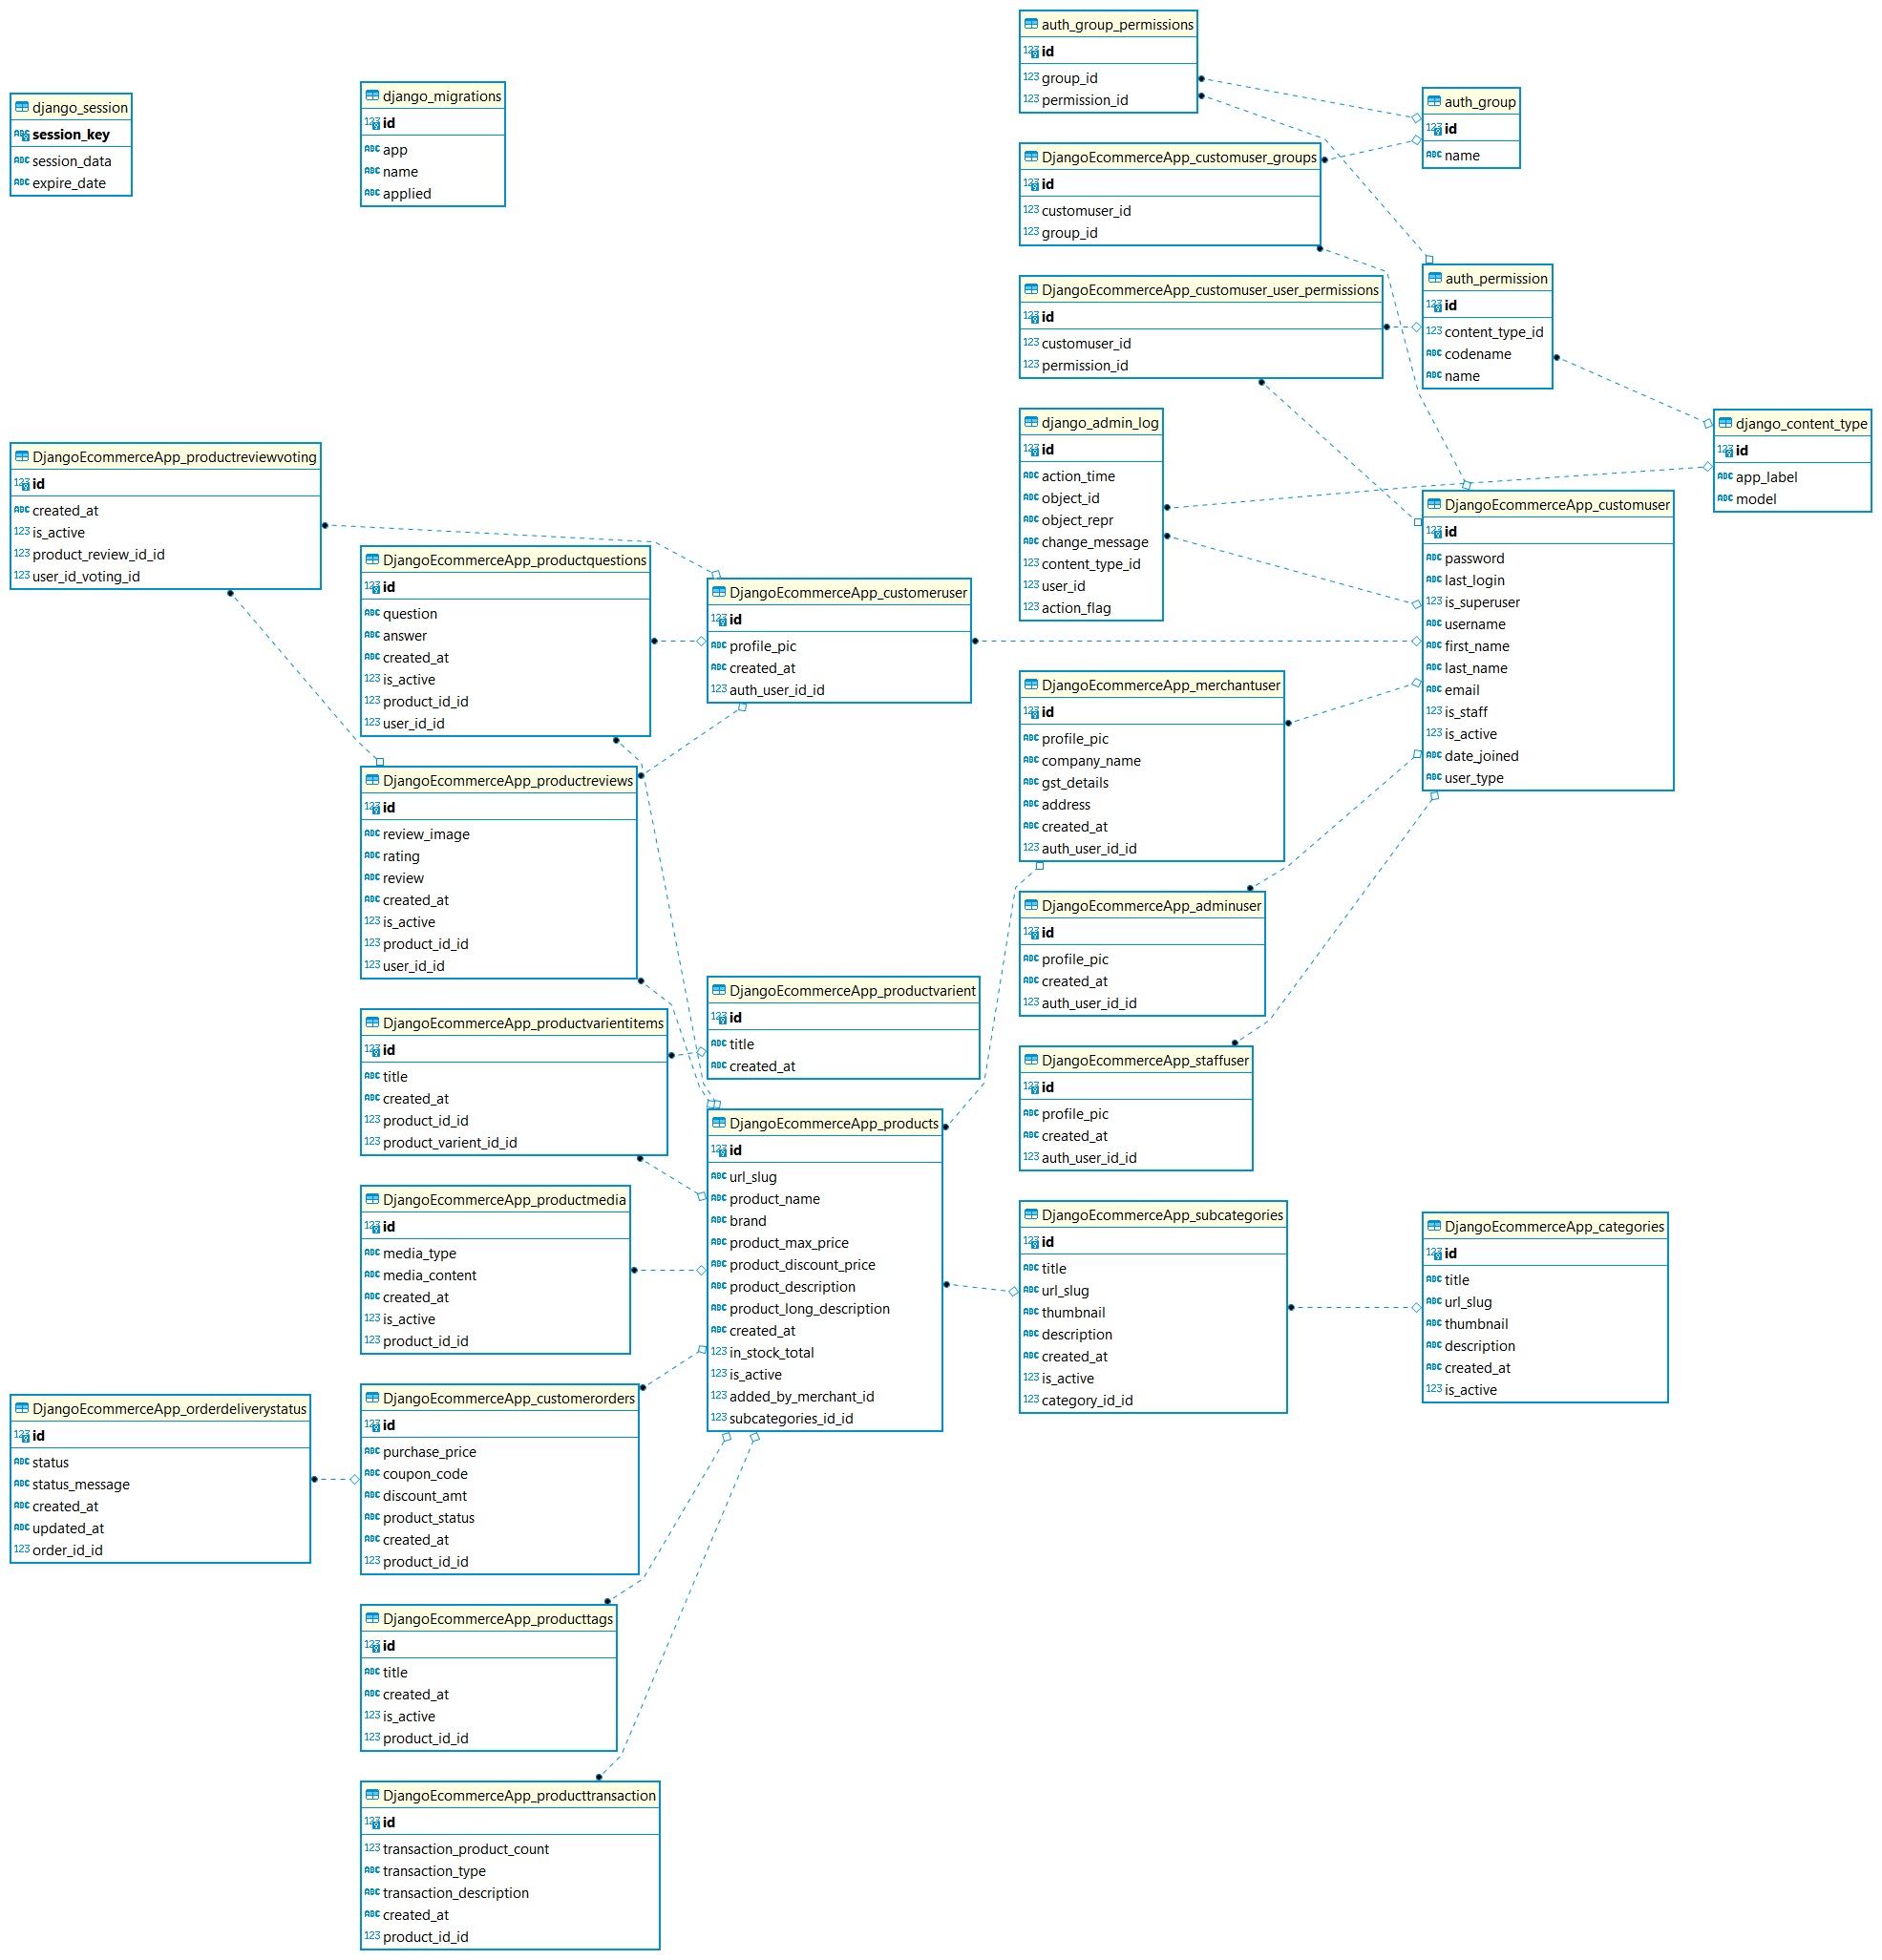 django_session
session_key
session_data
expire_date
django_migrations
id
app
name
applied
auth_group_permissions
id
group_id
permission_id
auth_group
id
name
DjangoEcommerceApp_customuser_groups
id
customuser_id
group_id
DjangoEcommerceApp_customuser_user_permissions
id
customuser_id
permission_id
auth_permission
id
content_type_id
codename
name
django_admin_log
id
action_time
object_id
object_repr
change_message
content_type_id
user_id
action_flag
django_content_type
id
app_label
model
DjangoEcommerceApp_customuser
id
password
last_login
is_superuser
username
first_name
last_name
email
is_staff
is_active
date_joined
user_type
DjangoEcommerceApp_productreviewvoting
id
created_at
is_active
product_review_id_id
user_id_voting_id
DjangoEcommerceApp_productquestions
id
question
answer
created_at
is_active
product_id_id
user_id_id
DjangoEcommerceApp_customeruser
id
profile_pic
created_at
auth_user_id_id
DjangoEcommerceApp_merchantuser
id
profile_pic
company_name
gst_details
address
created_at
auth_user_id_id
DjangoEcommerceApp_productreviews
id
review_image
rating
review
created_at
is_active
product_id_id
user_id_id
DjangoEcommerceApp_adminuser
id
profile_pic
created_at
auth_user_id_id
DjangoEcommerceApp_productvarient
id
title
created_at
DjangoEcommerceApp_productvarientitems
id
title
created_at
product_id_id
product_varient_id_id
DjangoEcommerceApp_staffuser
id
profile_pic
created_at
auth_user_id_id
DjangoEcommerceApp_products
id
url_slug
product_name
brand
product_max_price
product_discount_price
product_description
product_long_description
created_at
in_stock_total
is_active
added_by_merchant_id
subcategories_id_id
DjangoEcommerceApp_productmedia
id
media_type
media_content
created_at
is_active
product_id_id
DjangoEcommerceApp_subcategories
id
title
url_slug
thumbnail
description
created_at
is_active
category_id_id
DjangoEcommerceApp_categories
id
title
url_slug
thumbnail
description
created_at
is_active
DjangoEcommerceApp_orderdeliverystatus
id
status
status_message
created_at
updated_at
order_id_id
DjangoEcommerceApp_customerorders
id
purchase_price
coupon_code
discount_amt
product_status
created_at
product_id_id
DjangoEcommerceApp_producttags
id
title
created_at
is_active
product_id_id
DjangoEcommerceApp_producttransaction
id
transaction_product_count
transaction_type
transaction_description
created_at
product_id_id